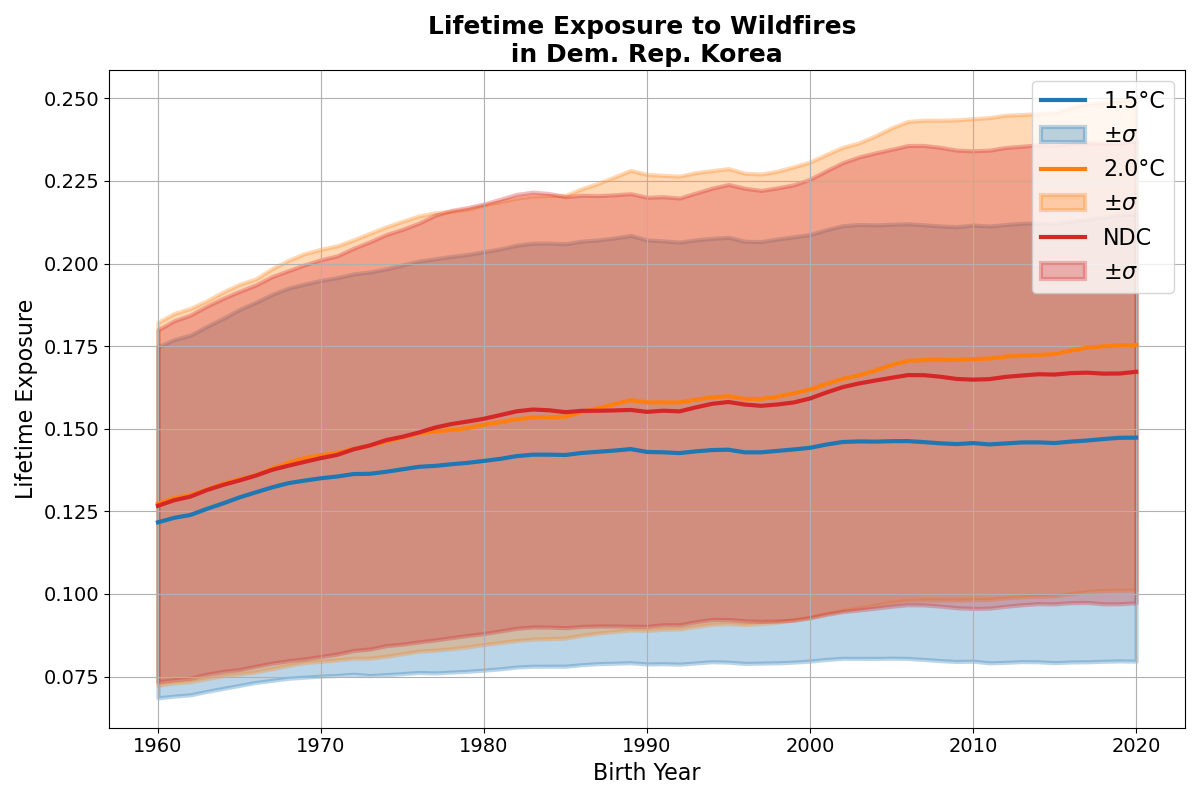 Lifetime Exposure to Wildfires
in Dem. Rep. Korea
Lifetime Exposure
0.250
0.225
0.200
0.175
0.150
0.125
0.100
0.075
1960
1970
1980
1990
2000
2010
2020
Birth Year
1.5°C
±σ
2.0°C
±σ
NDC
±σ